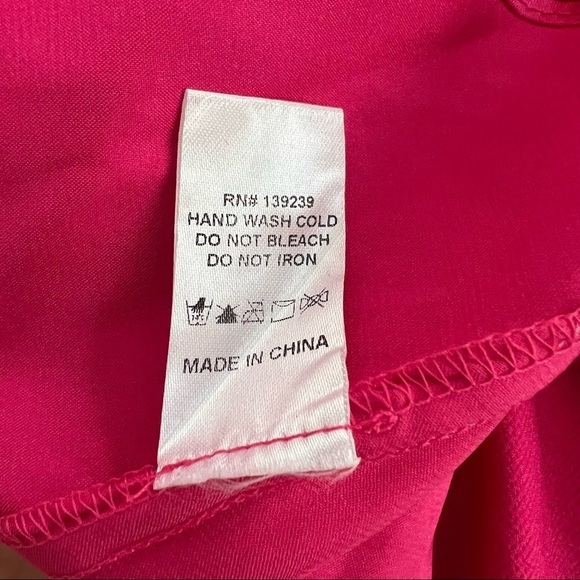 RN# 139239
HAND WASH COLD
DO NOT BLEACH
DO NOT IRON
MADE IN CHINA